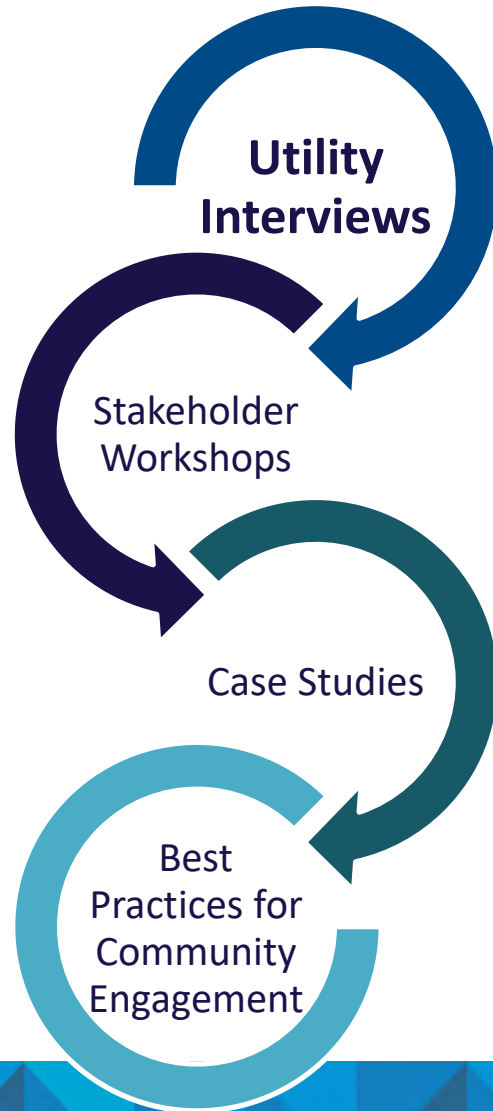 Utility
Interviews
Stakeholder
Workshops
Case Studies
Best
Practices for
Community
Engagement